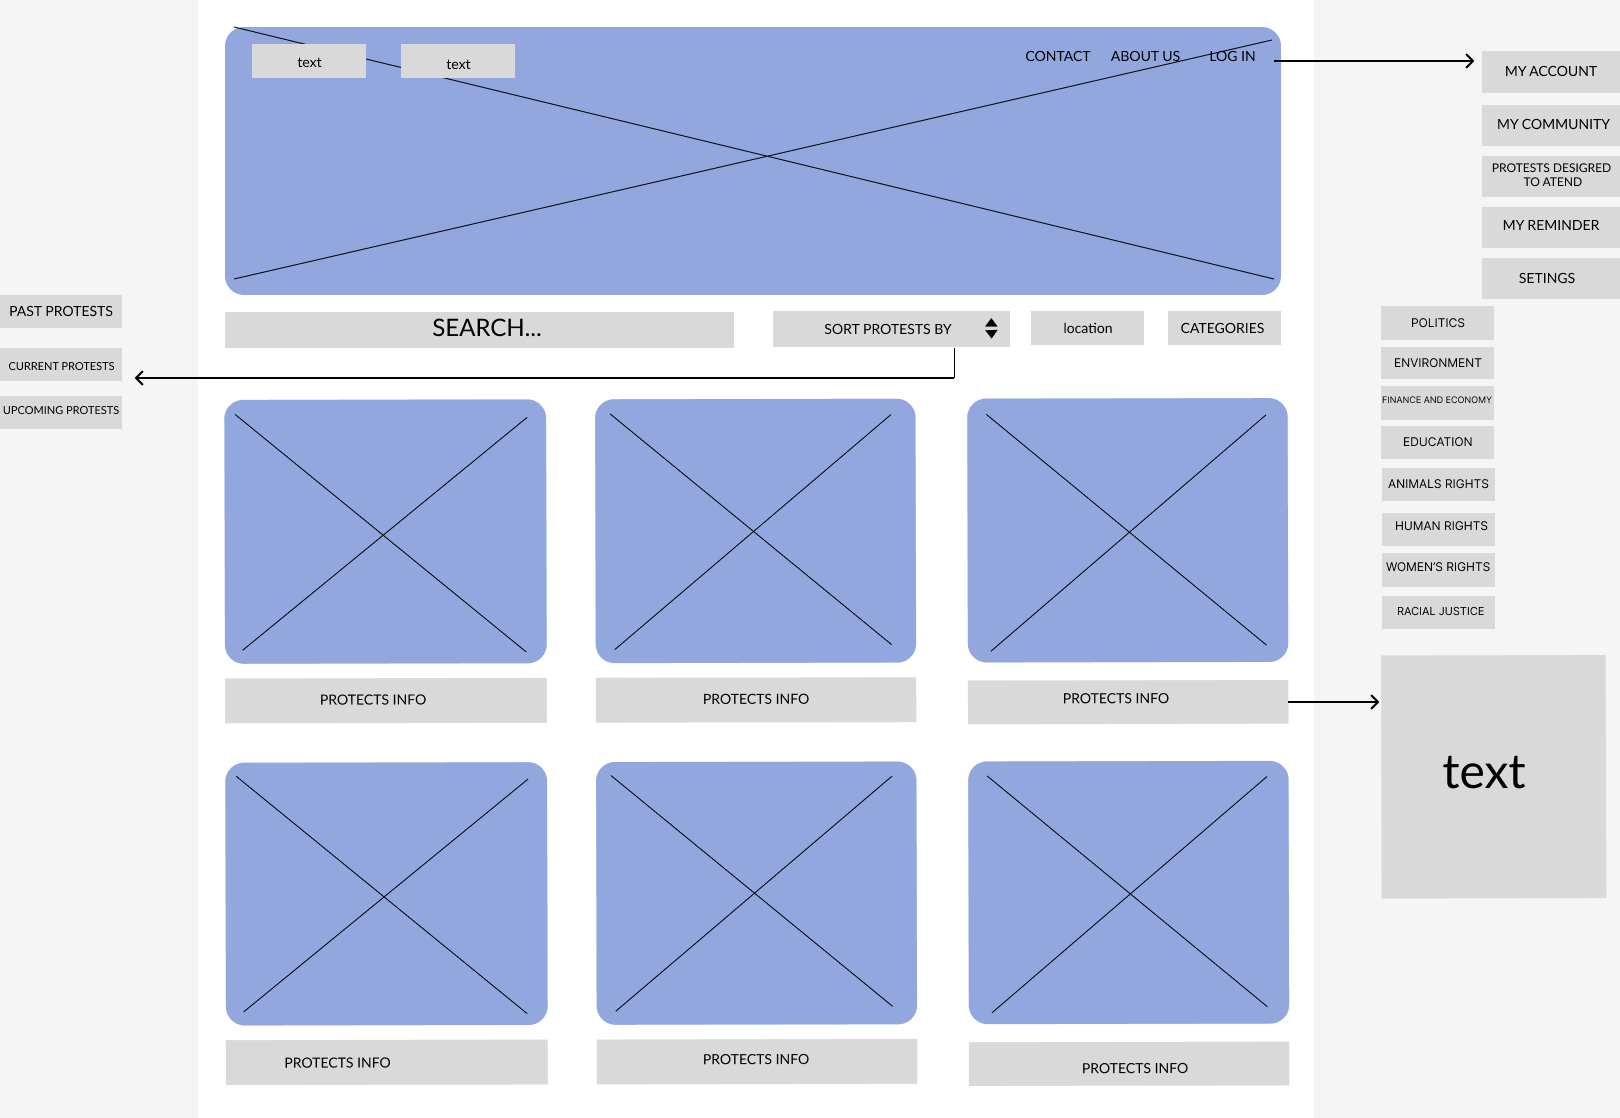 text
text
CONTACT
ABOUT US
LOG IN
MY ACCOUNT
MY COMMUNITY
PROTESTS DESIGRED
TO ATEND
MY REMINDER
SETINGS
PAST PROTESTS
CURRENT PROTESTS
UPCOMING PROTESTS
SEARCH...
SORT PROTESTS BY
location
CATEGORIES
POLITICS
ENVIRONMENT
FINANCE AND ECONOMY
EDUCATION
ANIMALS RIGHTS
HUMAN RIGHTS
WOMEN'S RIGHTS
RACIAL JUSTICE
PROTECTS INFO
PROTECTS INFO
PROTECTS INFO
text
PROTECTS INFO
PROTECTS INFO
PROTECTS INFO